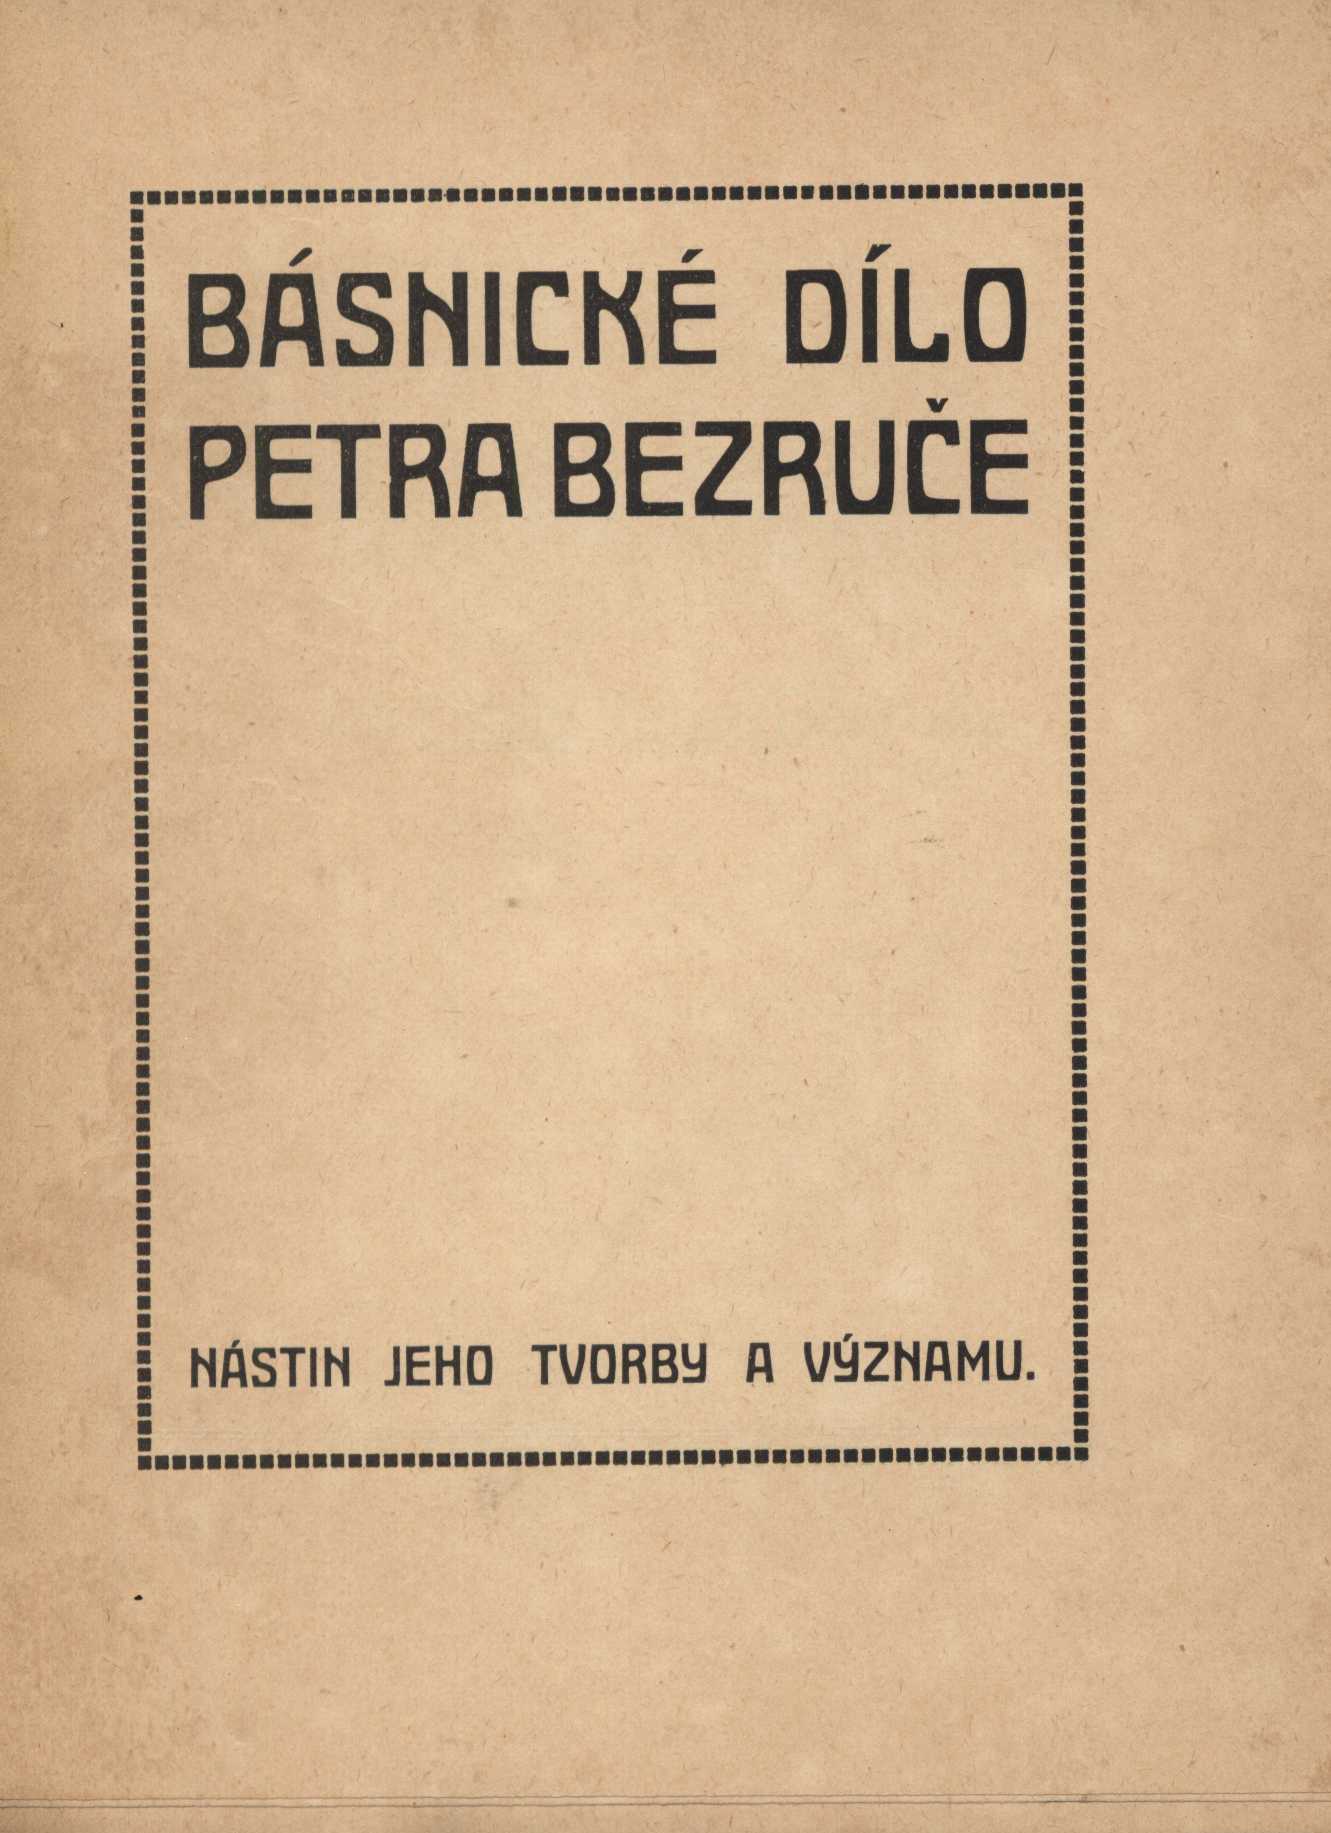 BÁSNICKÉ DÍLO
PETRA BEZRUČE
NÁSTIN JEHO TVORBY A VÝZNAMU.